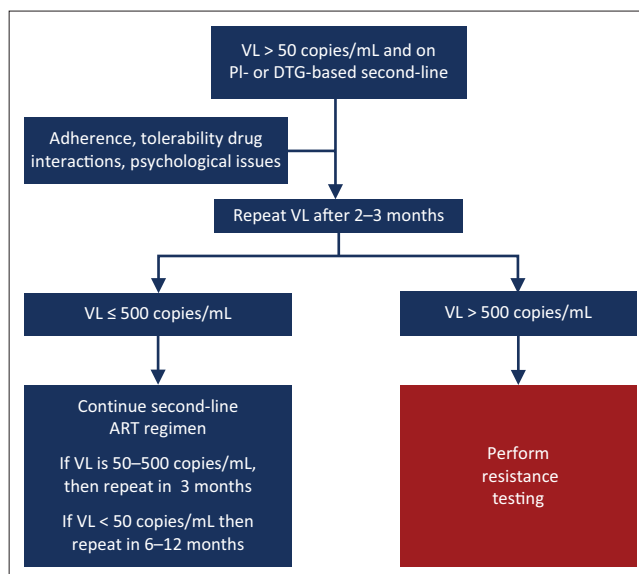 VL > 50 copies/mL and on
PI- or DTG-based second-line
Adherence, tolerability drug
interactions, psychological issues
Repeat VL after 2–3 months
VL ≤ 500 copies/mL
VL > 500 copies/mL
Continue second-line
ART regimen
If VL is 50–500 copies/mL,
then repeat in 3 months
If VL < 50 copies/mL then
repeat in 6–12 months
Perform
resistance
testing